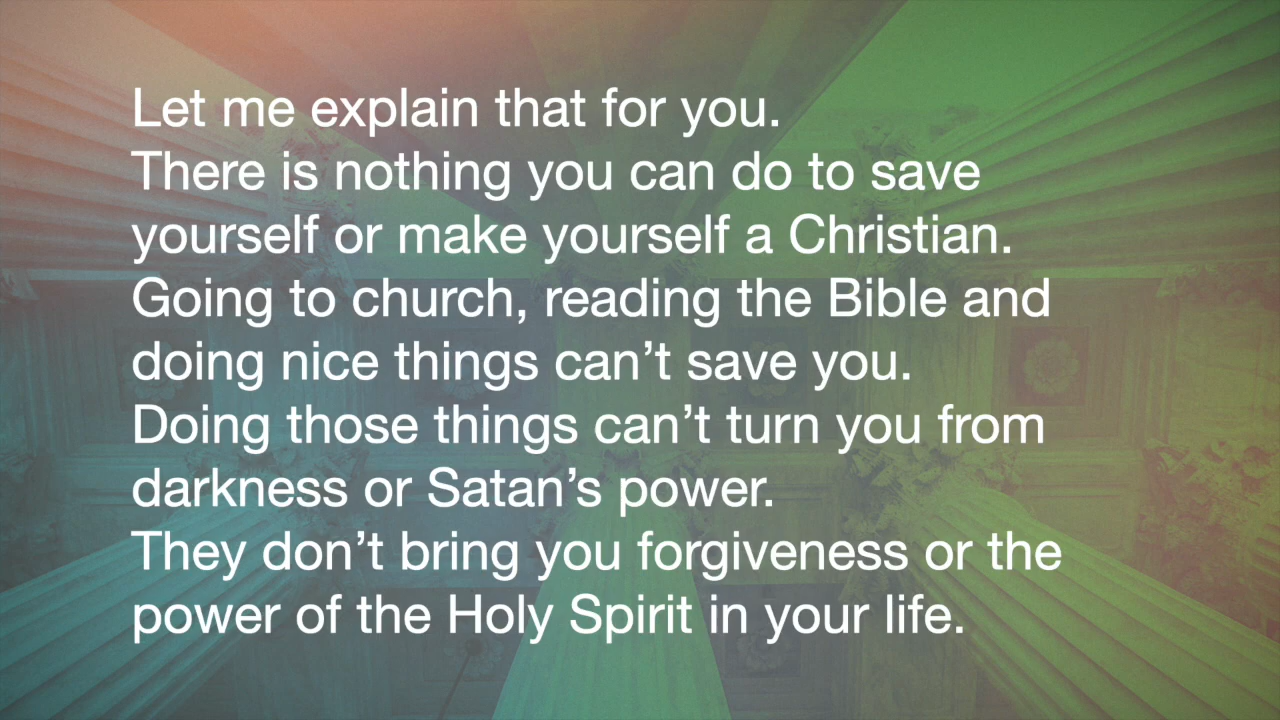 Let me explain that for you.
There is nothing you can do to save
yourself or make yourself a Christian.
Going to church, reading the Bible and
doing nice things can’t save you.
Doing those things can’t turn you from
darkness or Satan’s power.
They don’t bring you forgiveness or the
power of the Holy Spirit in your life.